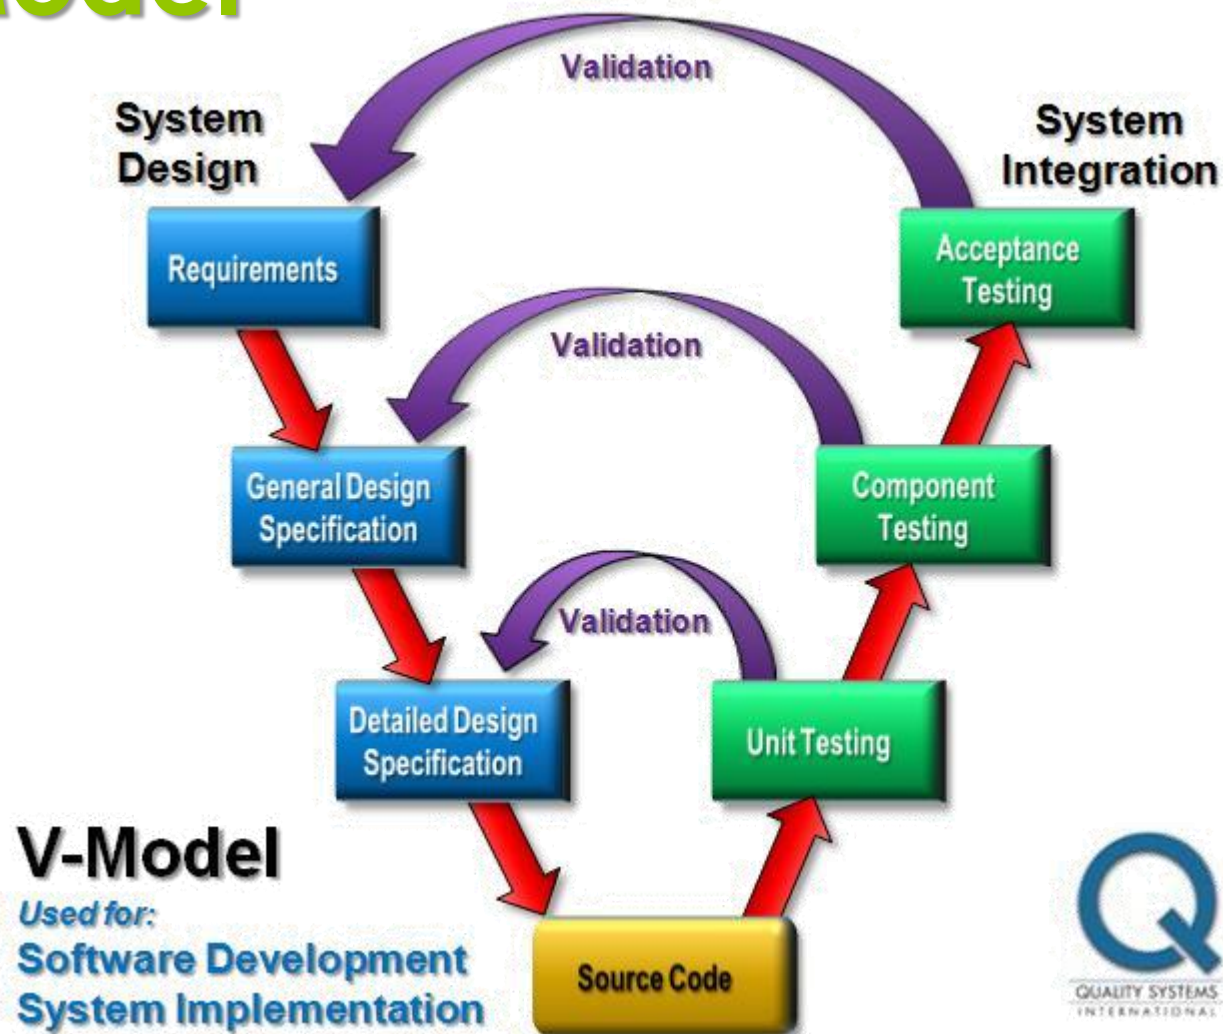 Validation
System
Design
System
Integration
Requirements
Acceptance
Testing
Validation
General Design
Specification
Component
Testing
Validation
Detailed Design
Specification
Unit Testing
V-Model
Used for:
Software Development
System Implementation
Source Code
Q
QUALITY SYSTEMS
INTERNATIONAL